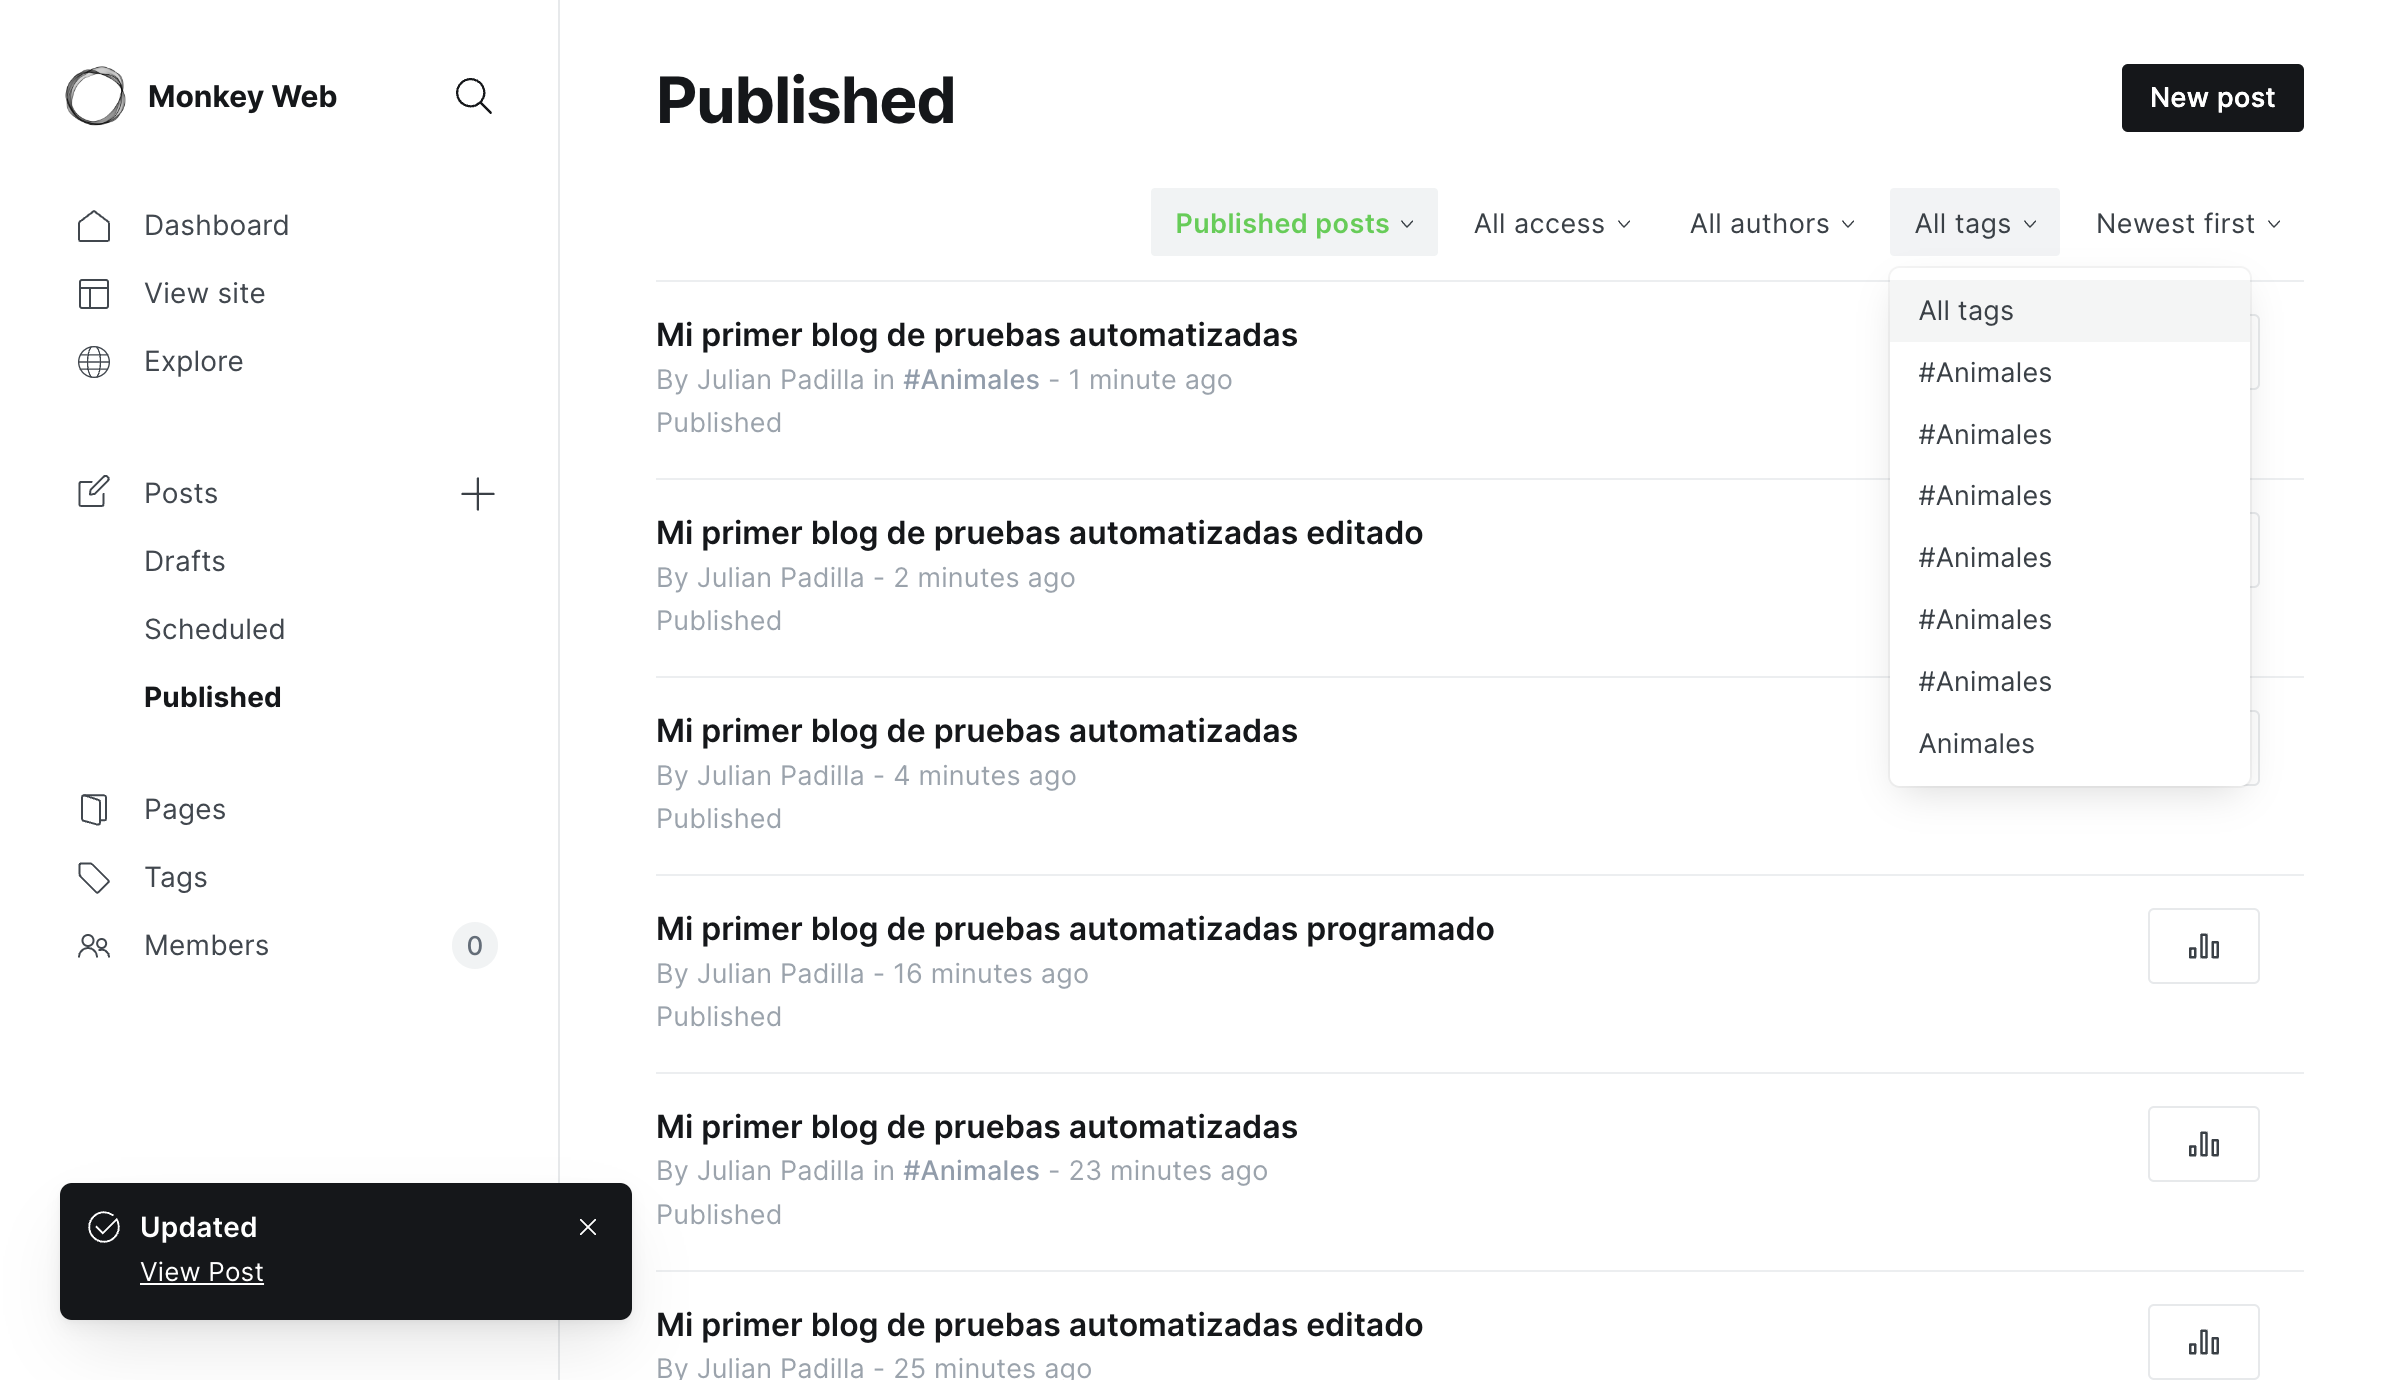 Monkey Web
Dashboard
View site
Explore
Posts
Drafts
Scheduled
Published
Pages
Tags
Members 0
Updated
View Post
Published
New post
Published posts All access All authors All tags Newest first
All tags
#Animales
#Animales
#Animales
#Animales
#Animales
#Animales
Animales
Mi primer blog de pruebas automatizadas
By Julian Padilla in #Animales - 1 minute ago
Published
Mi primer blog de pruebas automatizadas editado
By Julian Padilla - 2 minutes ago
Published
Mi primer blog de pruebas automatizadas
By Julian Padilla - 4 minutes ago
Published
Mi primer blog de pruebas automatizadas programado
By Julian Padilla - 16 minutes ago
Published
Mi primer blog de pruebas automatizadas
By Julian Padilla in #Animales - 23 minutes ago
Published
Mi primer blog de pruebas automatizadas editado
By Julian Padilla - 25 minutes ago